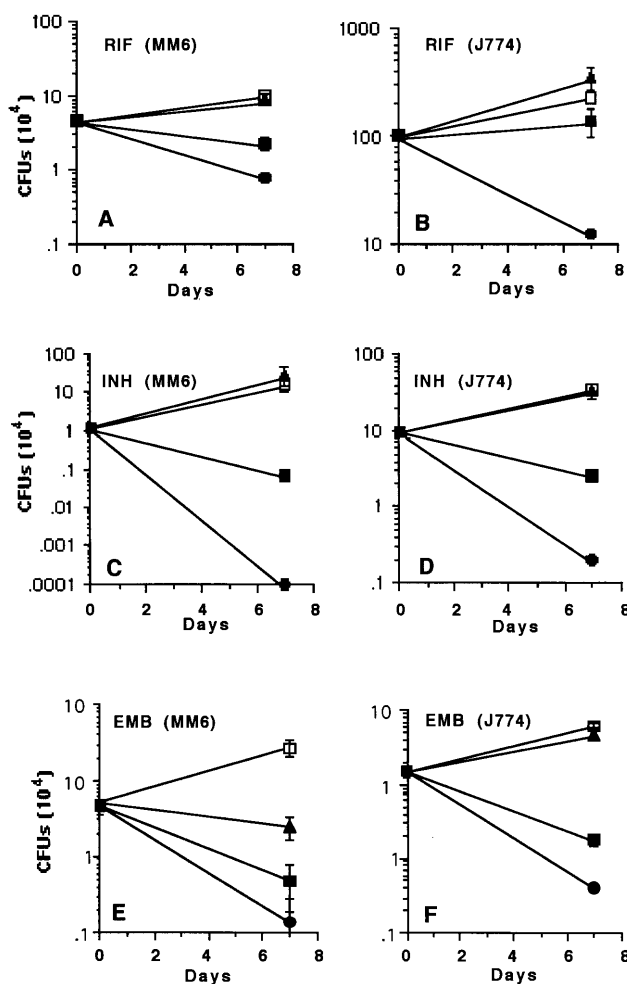 RIF (MM6)
CFUs (10⁴)
100
10
1
.1
A
0 2 4 6 8
Days
RIF (J774)
1000
100
10
B
0 2 4 6 8
Days
INH (MM6)
CFUs (10⁴)
100
10
1
.1
.01
.001
.0001
C
0 2 4 6 8
Days
INH (J774)
100
10
1
.1
D
0 2 4 6 8
Days
EMB (MM6)
CFUs (10⁴)
10
10
1
.1
E
0 2 4 6 8
Days
EMB (J774)
10
1
.1
F
0 2 4 6 8
Days